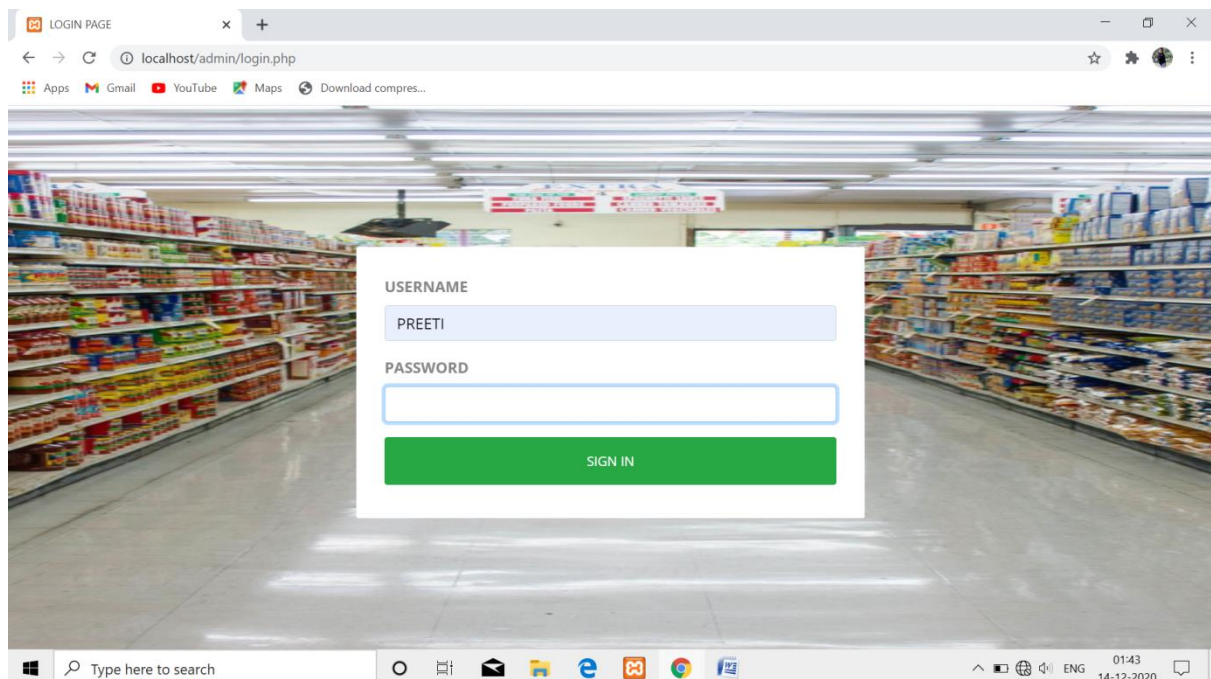 LOGIN PAGE
localhost/admin/login.php
Apps Gmail YouTube Maps Download compres...
EXTRA
USERNAME
PREETI
PASSWORD
SIGN IN
Type here to search
ENG
01:43
14-12-2020